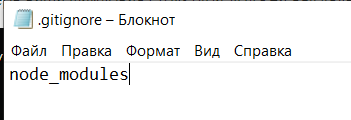 .gitignore – Блокнот
Файл Правка Формат Вид Справка
node_modules